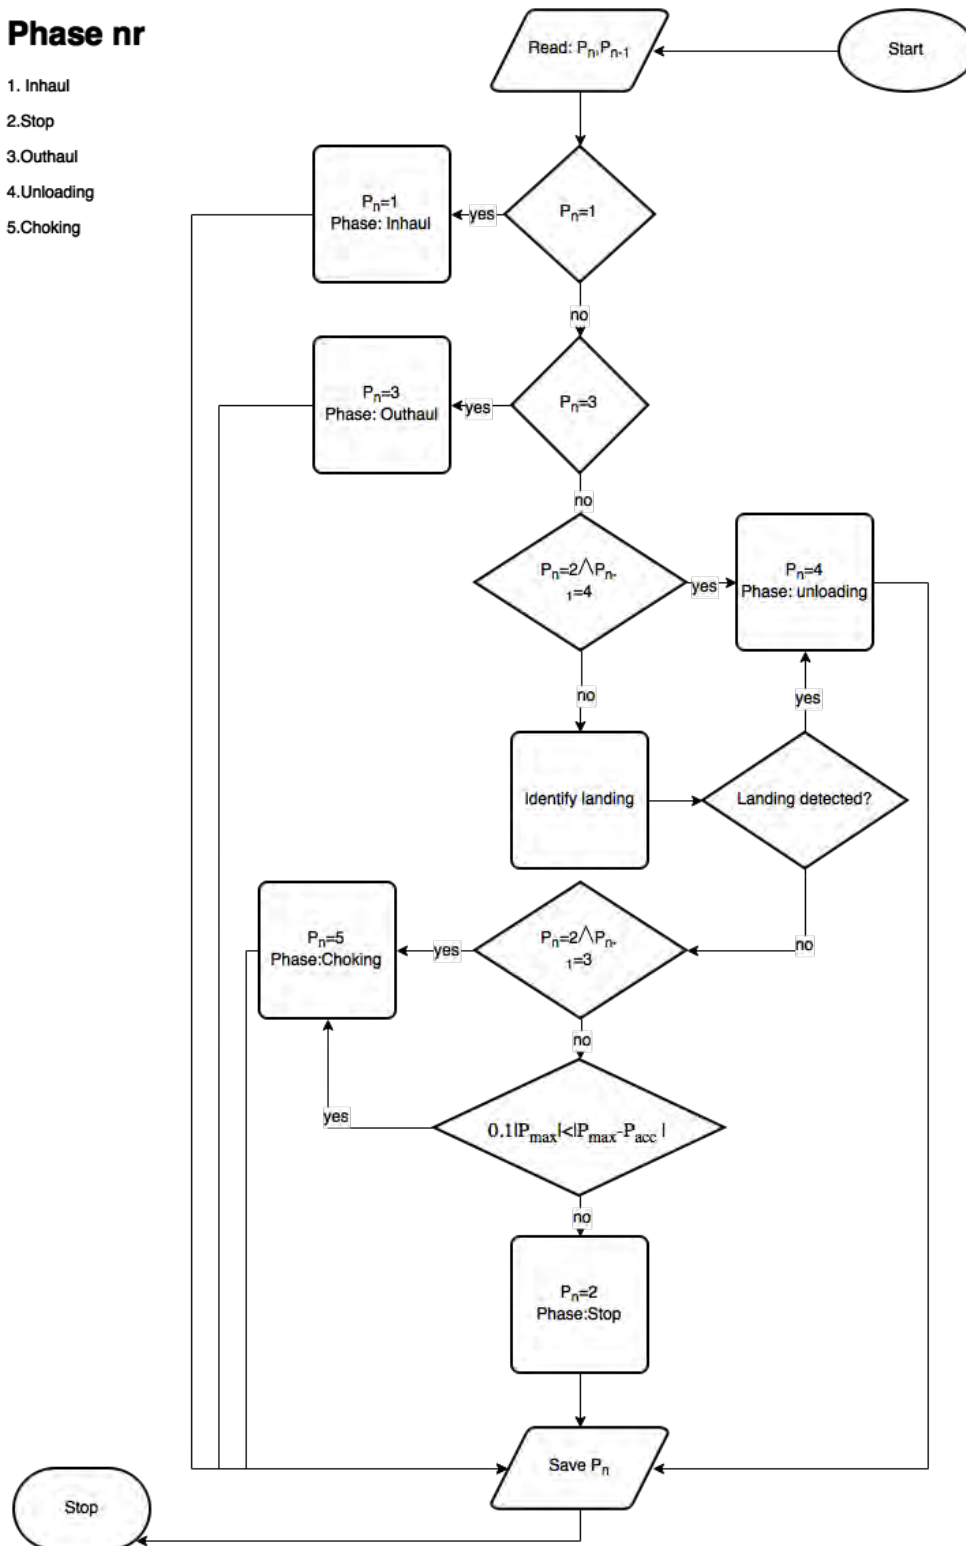 Phase nr
1. Inhaul
2.Stop
3.Outhaul
4.Unloading
5.Choking
Start
Read: Pn,Pn-1
Pn=1
yes
Pn=1
Phase: Inhaul
no
Pn=3
yes
Pn=3
Phase: Outhaul
no
Pn=2∧Pn-
1=4
yes
Pn=4
Phase: unloading
no
yes
Identify landing
Landing detected?
no
Pn=2∧Pn-
1=3
yes
Pn=5
Phase:Choking
no
yes
0.1|Pmax|<|Pmax-Pacc |
no
Pn=2
Phase:Stop
Save Pn
Stop